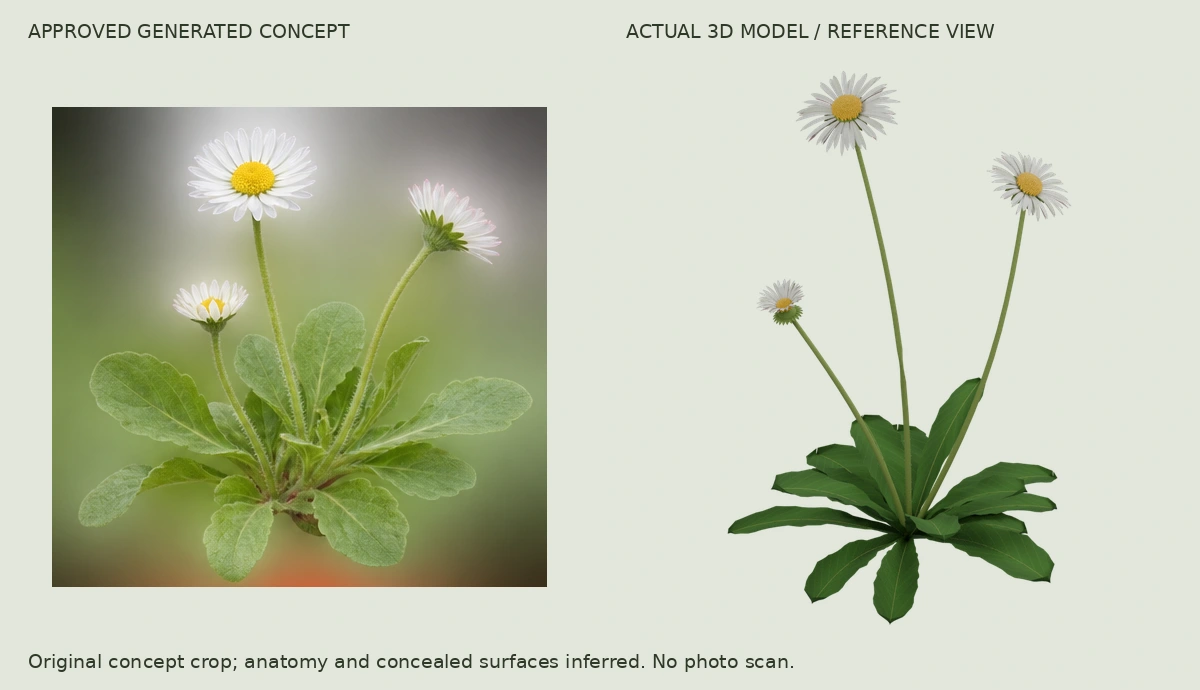 APPROVED GENERATED CONCEPT
ACTUAL 3D MODEL / REFERENCE VIEW
Original concept crop; anatomy and concealed surfaces inferred. No photo scan.